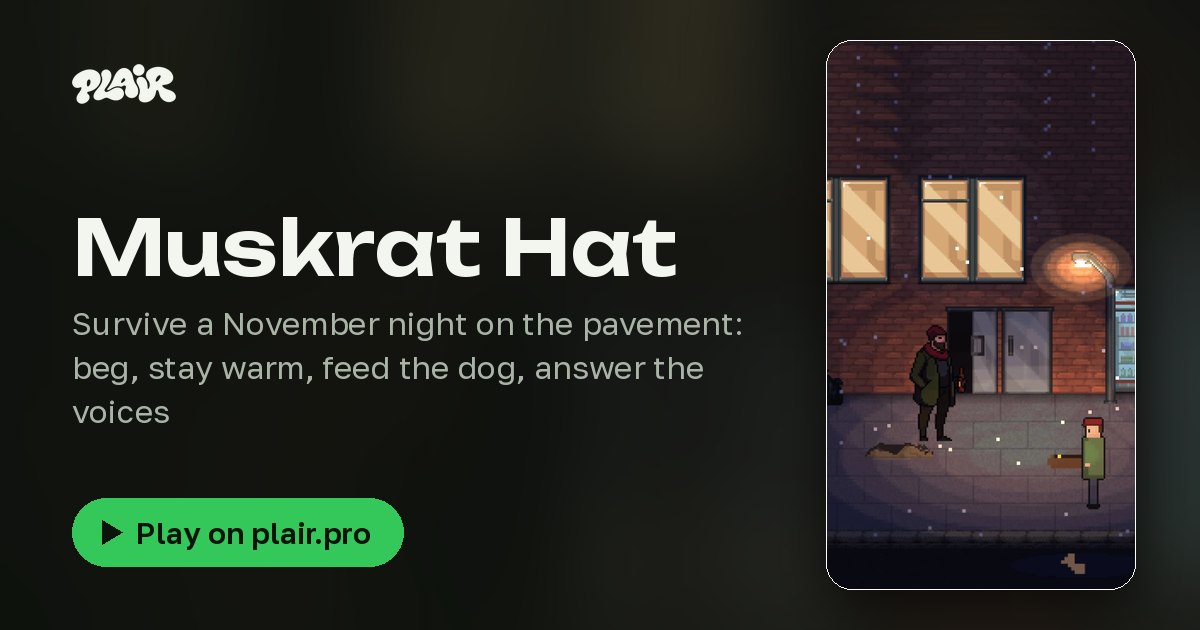 PLAiR
Muskrat Hat
Survive a November night on the pavement:
beg, stay warm, feed the dog, answer the
voices
Play on plair.pro